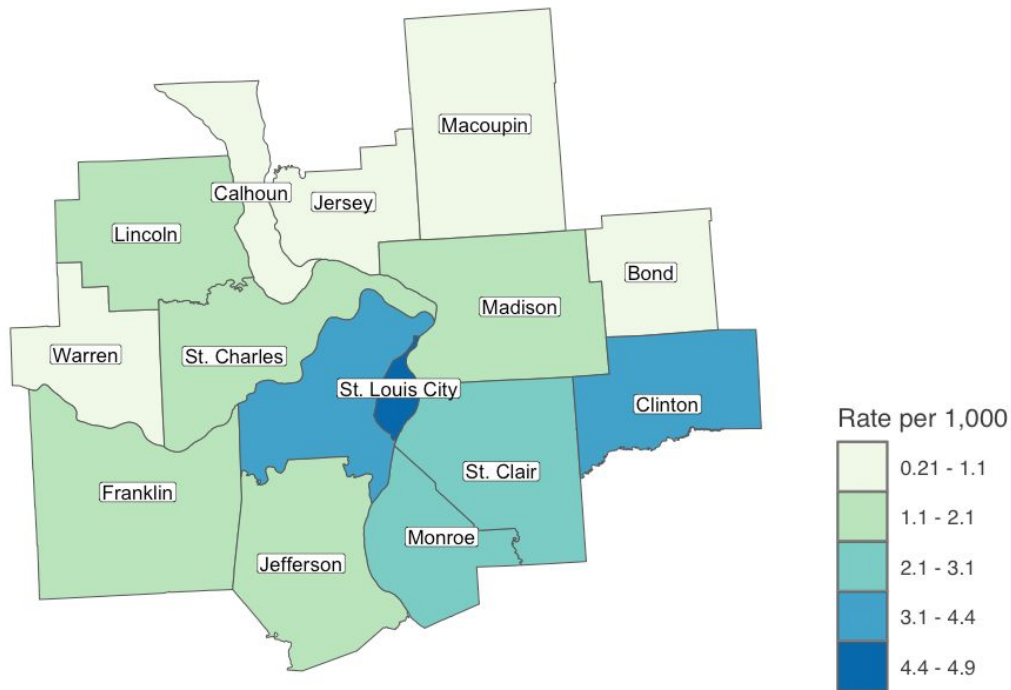 Macoupin
Calhoun
Jersey
Lincoln
Bond
Madison
Warren
St. Charles
St. Louis City
Clinton
St. Clair
Franklin
Monroe
Jefferson
Rate per 1,000
0.21 - 1.1
1.1 - 2.1
2.1 - 3.1
3.1 - 4.4
4.4 - 4.9